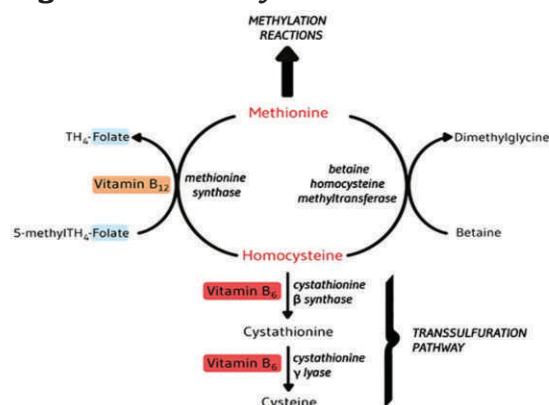 METHYLATION
REACTIONS
Methionine
TH4-Folate
Dimethylglycine
Vitamin B12
methionine
synthase
betaine
homocysteine
methyltransferase
5-methylTH4-Folate
Betaine
Homocysteine
Vitamin B6
cystathionine
β synthase
Cystathionine
TRANSSULFURATION
PATHWAY
Vitamin B6
cystathionine
γ lyase
Cysteine